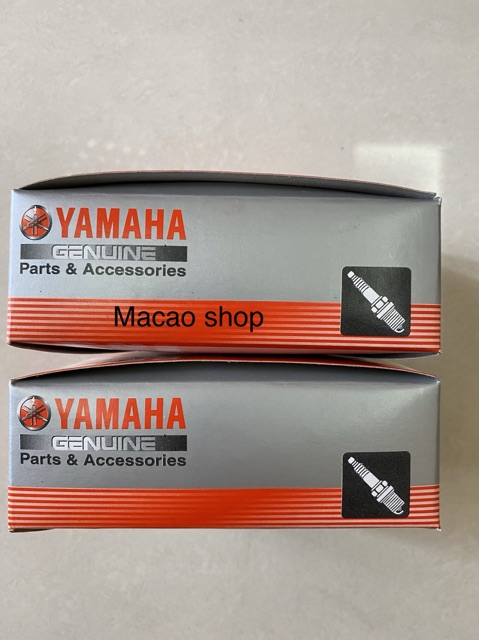 YAMAHA
GENUINE
Parts & Accessories
Macao shop
YAMAHA
GENUINE
Parts & Accessories